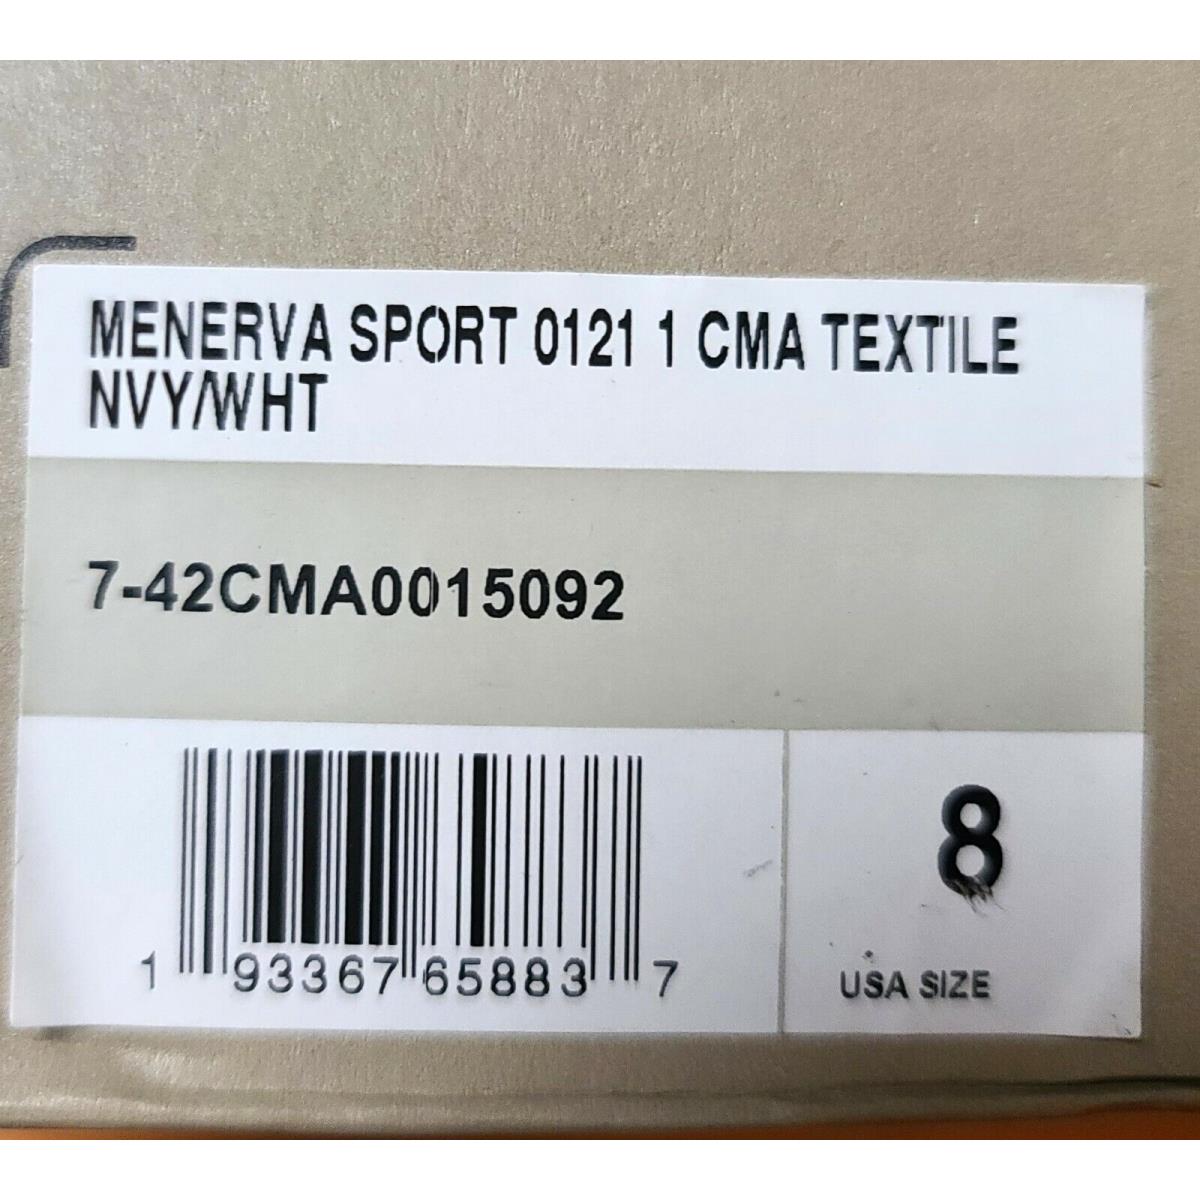 MENERVA SPORT 0121 1 CMA TEXTILE
NVY/WHT
7-42CMA0015092
1 93367 65883 7
8
USA SIZE